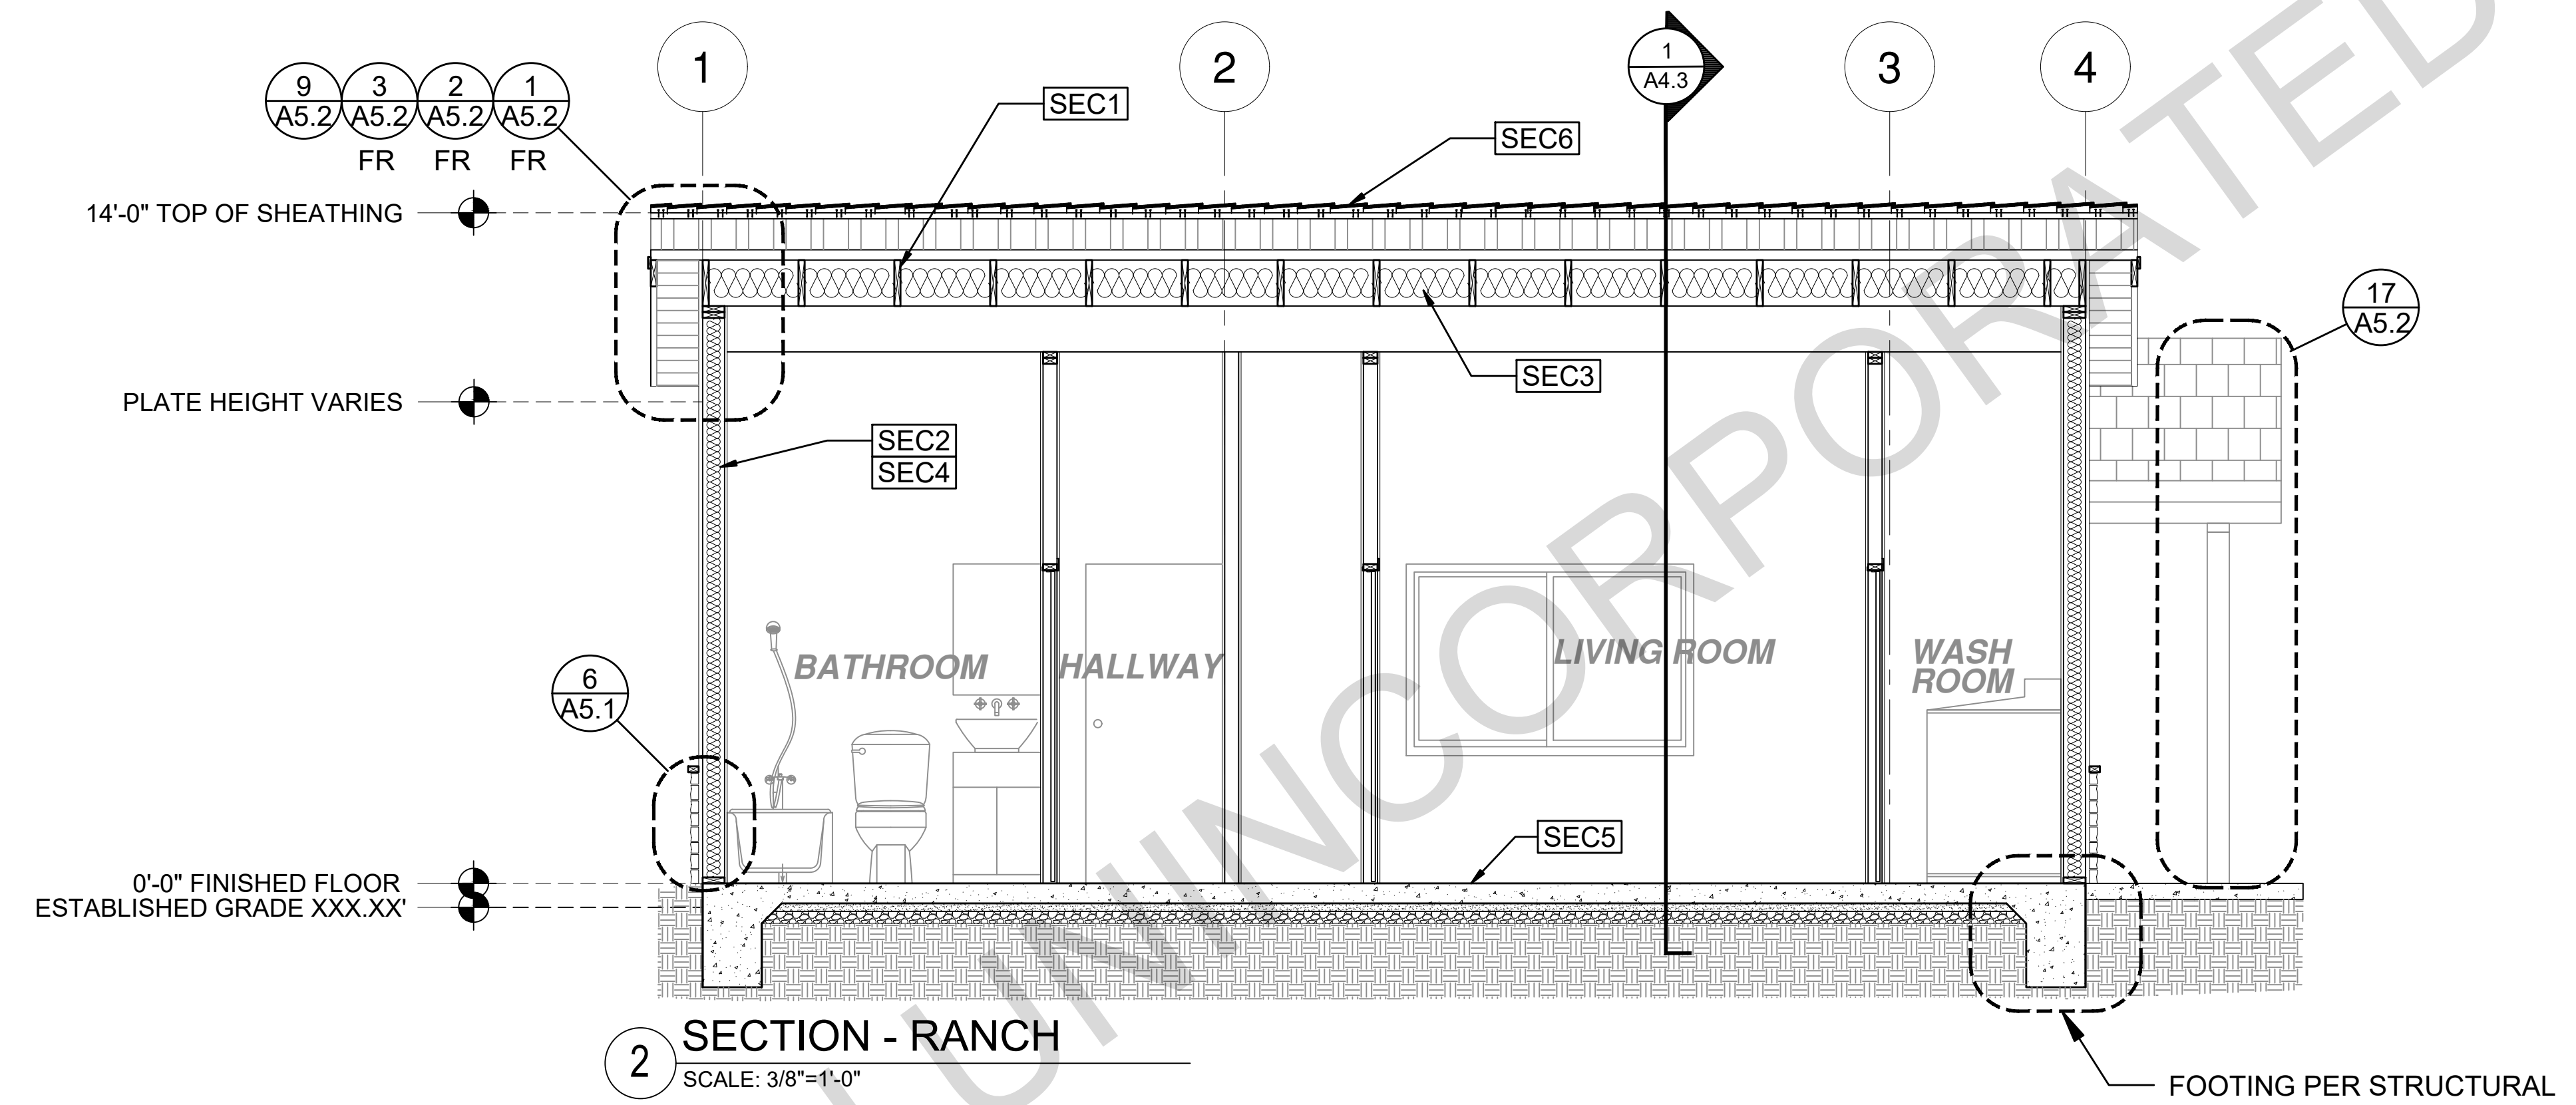 1
2
1
A4.3
3
4
9
A5.2
3
A5.2
2
A5.2
1
A5.2
FR
FR
FR
SEC1
SEC6
14'-0" TOP OF SHEATHING
17
A5.2
SEC3
PLATE HEIGHT VARIES
SEC2
SEC4
BATHROOM
HALLWAY
LIVING ROOM
WASH
ROOM
6
A5.1
SEC5
0'-0" FINISHED FLOOR
ESTABLISHED GRADE XXX.XX'
2
SECTION - RANCH
SCALE: 3/8"=1'-0"
FOOTING PER STRUCTURAL
UNINCORPORATED